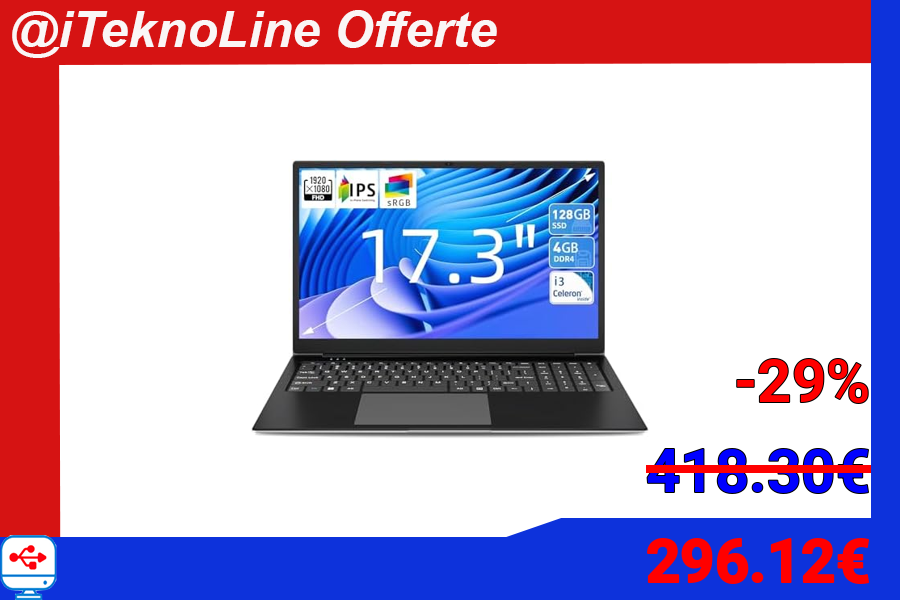 @iTeknoLine Offerte
1920
×1080
FHD
IPS
sRGB
17.3"
128GB
SSD
4GB
DDR4
i3
Celeron
inside
-29%
418.30€
296.12€